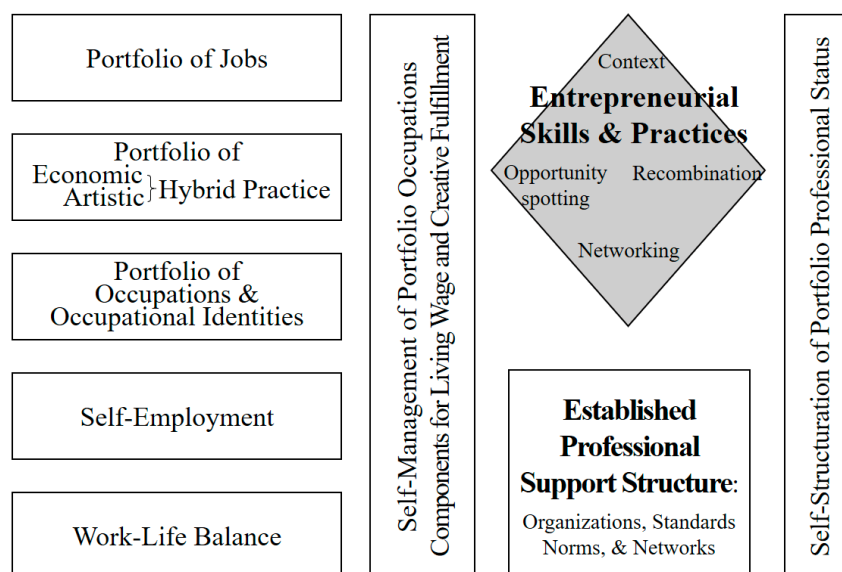 Portfolio of Jobs
Portfolio of
Economic
Artistic } Hybrid Practice
Portfolio of
Occupations &
Occupational Identities
Self-Employment
Work-Life Balance
Self-Management of Portfolio Occupations
Components for Living Wage and Creative Fulfillment
Context
Entrepreneurial
Skills & Practices
Opportunity
spotting
Recombination
Networking
Established
Professional
Support Structure:
Organizations, Standards
Norms, & Networks
Self-Structuration of Portfolio Professional Status